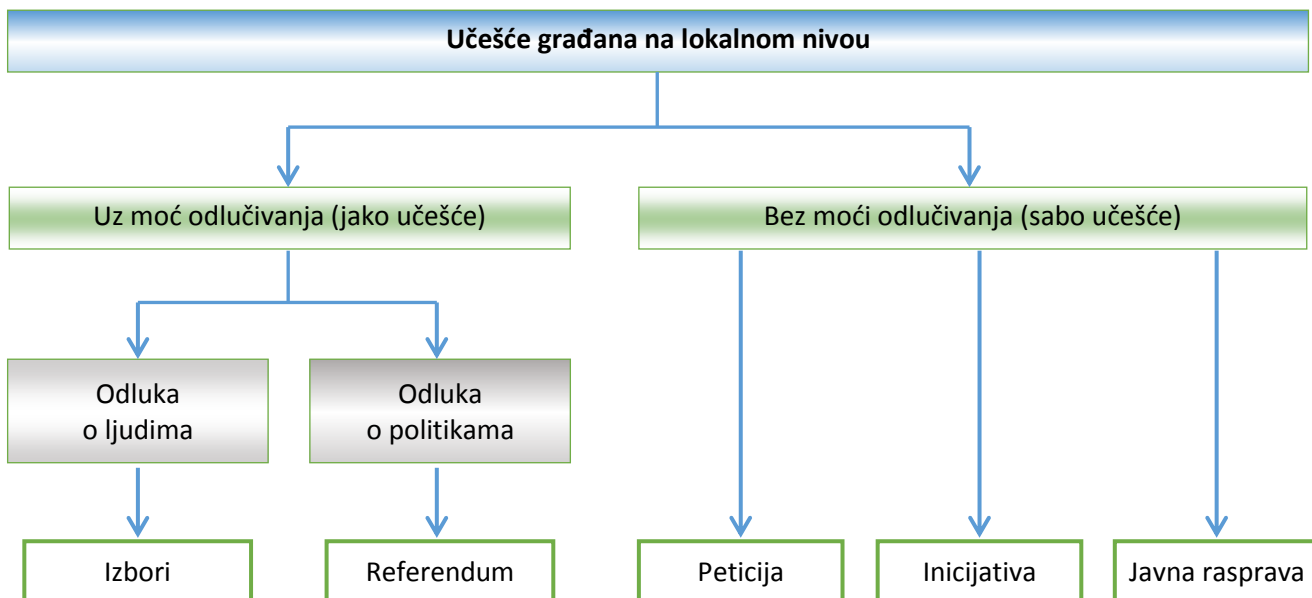 Učešće građana na lokalnom nivou
Uz moć odlučivanja (jako učešće)
Bez moći odlučivanja (sabo učešće)
Odluka
o ljudima
Odluka
o politikama
Izbori
Referendum
Peticija
Inicijativa
Javna rasprava